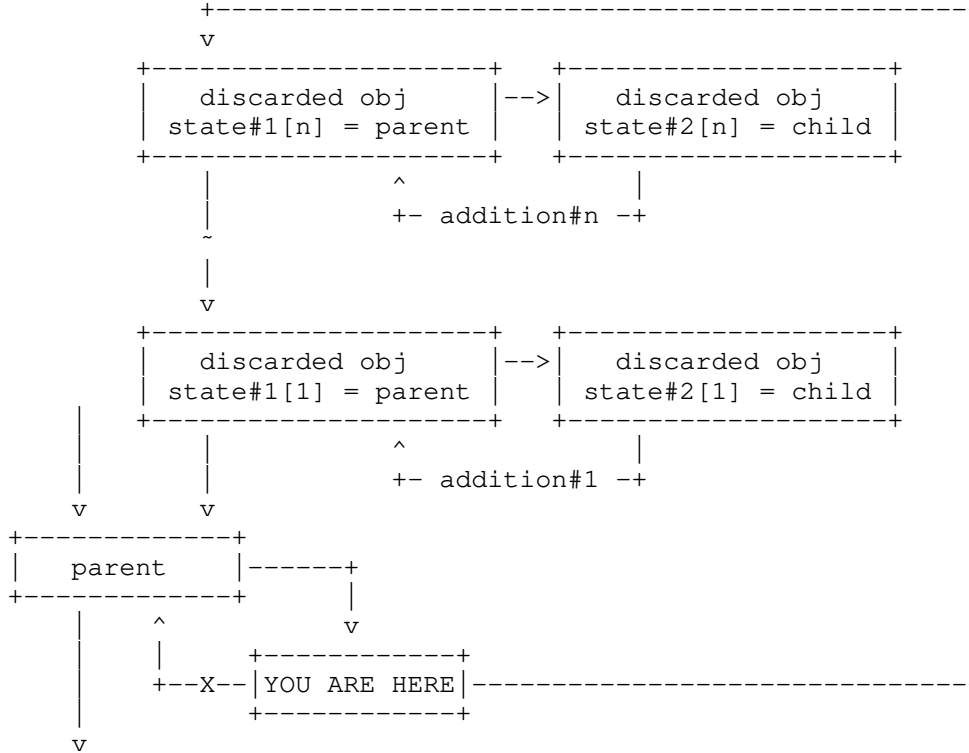 discarded obj discarded obj
state#1[n] = parent state#2[n] = child
addition#n
discarded obj discarded obj
state#1[1] = parent state#2[1] = child
addition#1
parent
X YOU ARE HERE